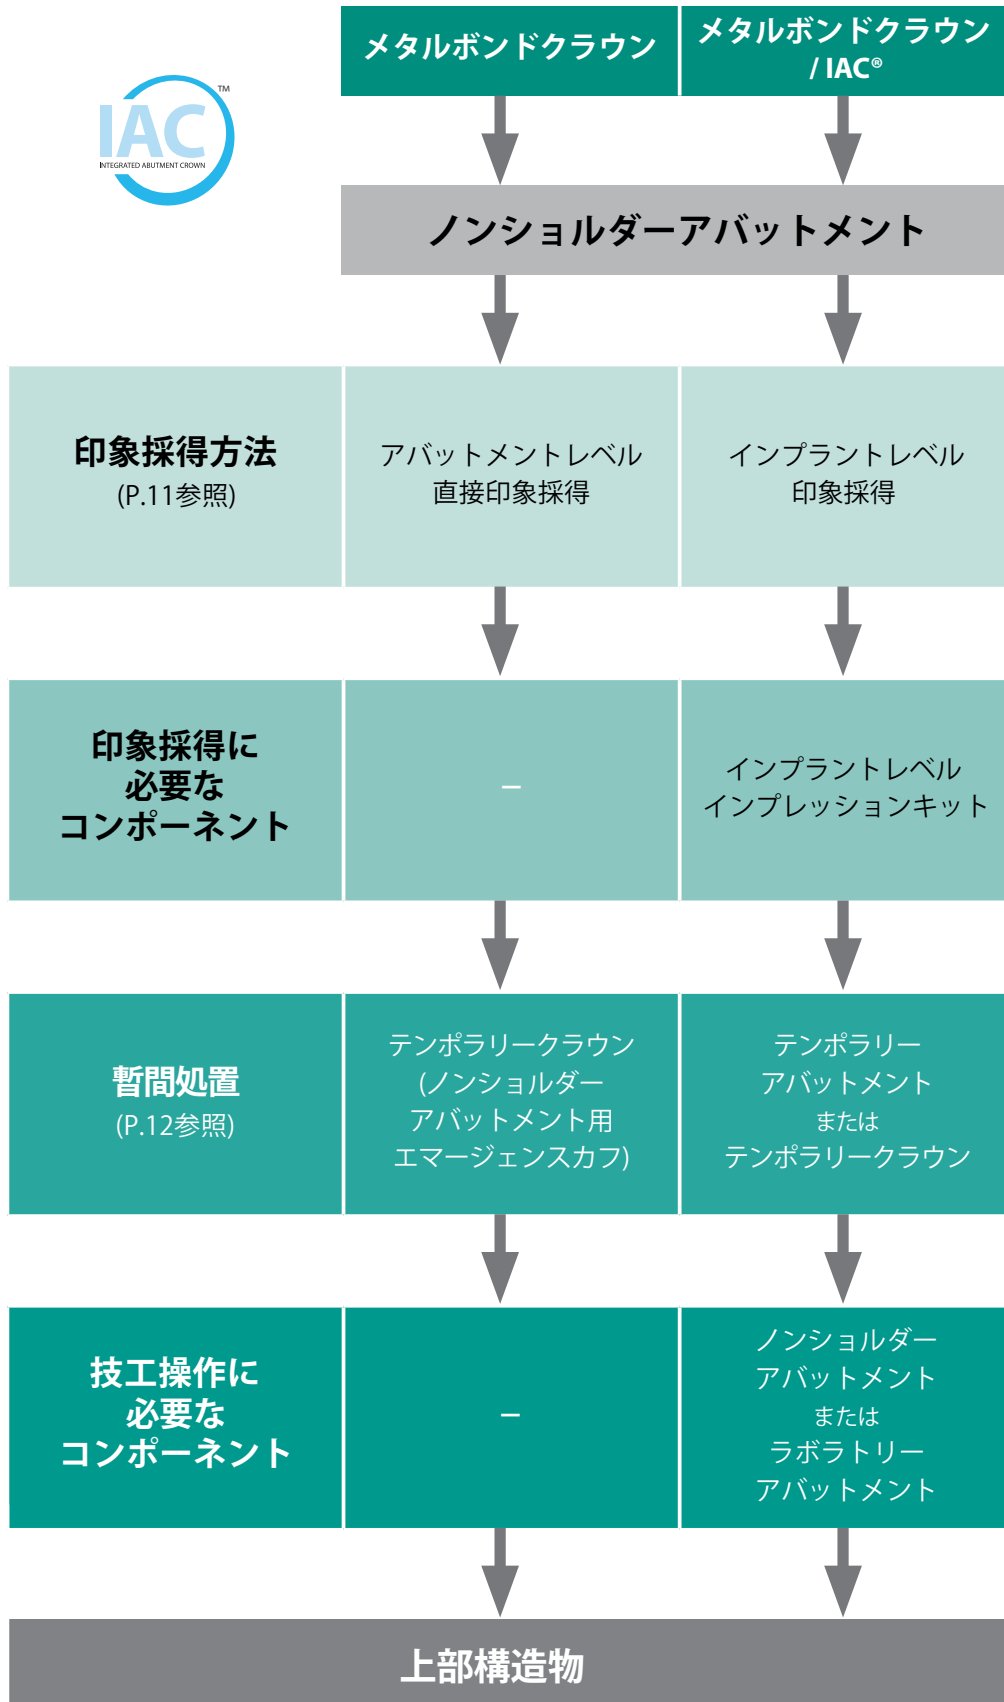 メタルボンドクラウン
メタルボンドクラウン
/ IAC®
IAC™
INTEGRATED ABUTMENT CROWN
ノンショルダーアバットメント
印象採得方法
(P.11参照)
アバットメントレベル
直接印象採得
インプラントレベル
印象採得
印象採得に
必要な
コンポーネント
–
インプラントレベル
インプレッションキット
暫間処置
(P.12参照)
テンポラリークラウン
(ノンショルダー
アバットメント用
エマージェンスカフ)
テンポラリー
アバットメント
または
テンポラリークラウン
技工操作に
必要な
コンポーネント
–
ノンショルダー
アバットメント
または
ラボラトリー
アバットメント
上部構造物